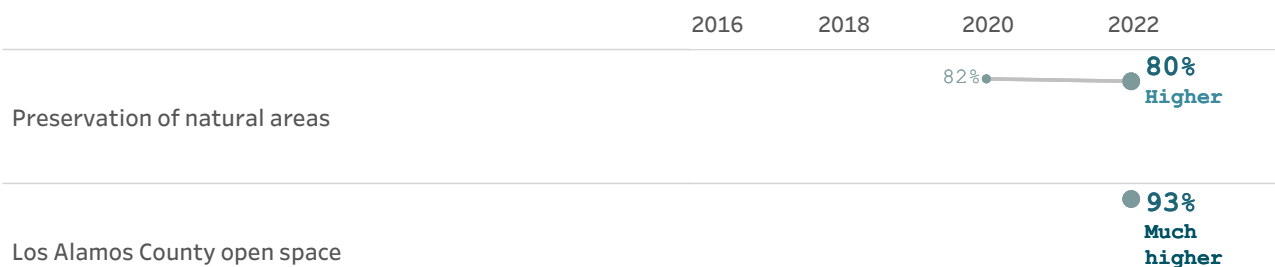 2016 2018 2020 2022
82% 80%
Higher
Preservation of natural areas
93%
Much
higher
Los Alamos County open space